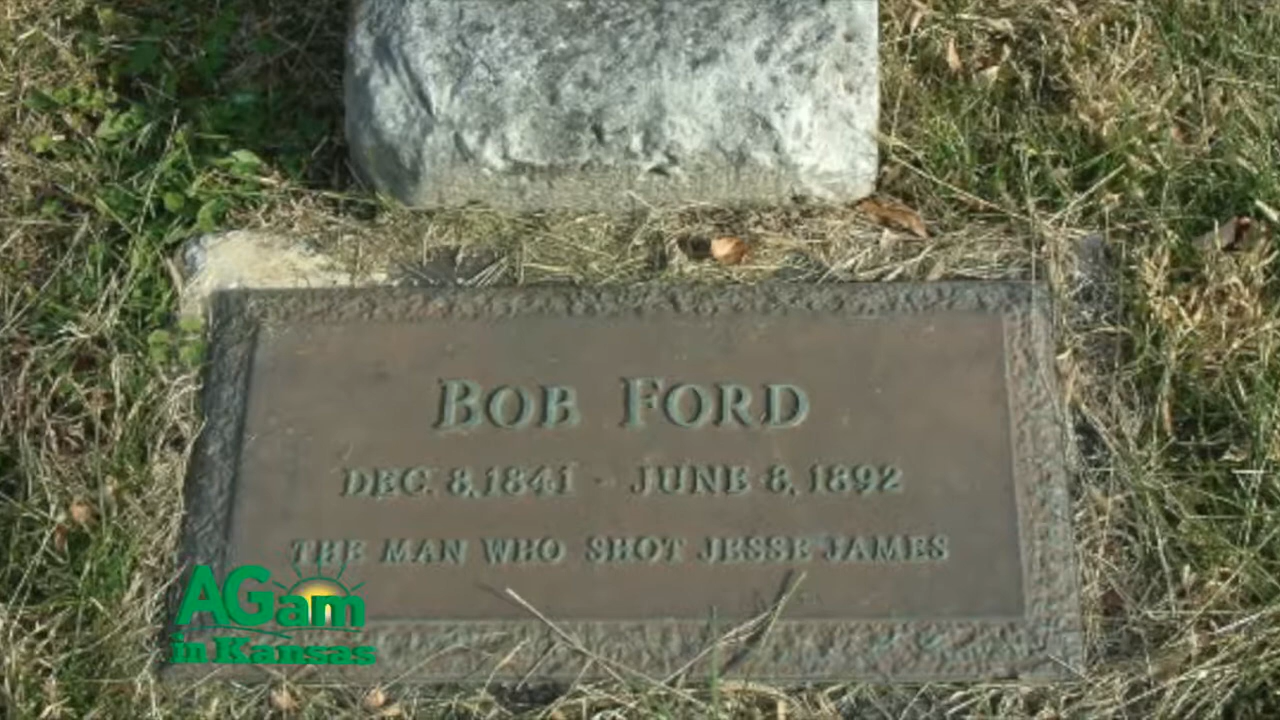 BOB FORD
DEC. 8, 1841 - JUNE 8, 1892
THE MAN WHO SHOT JESSE JAMES
AGam
in Kansas